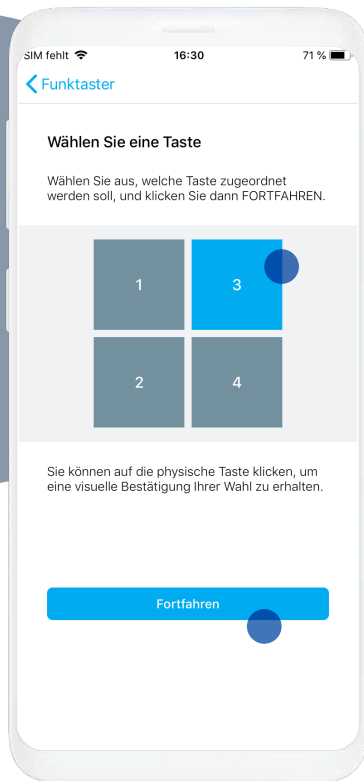 SIM fehlt 16:30 71 %
Funktaster
Wählen Sie eine Taste
Wählen Sie aus, welche Taste zugeordnet
werden soll, und klicken Sie dann FORTFAHREN.
1 3
2 4
Sie können auf die physische Taste klicken, um
eine visuelle Bestätigung Ihrer Wahl zu erhalten.
Fortfahren